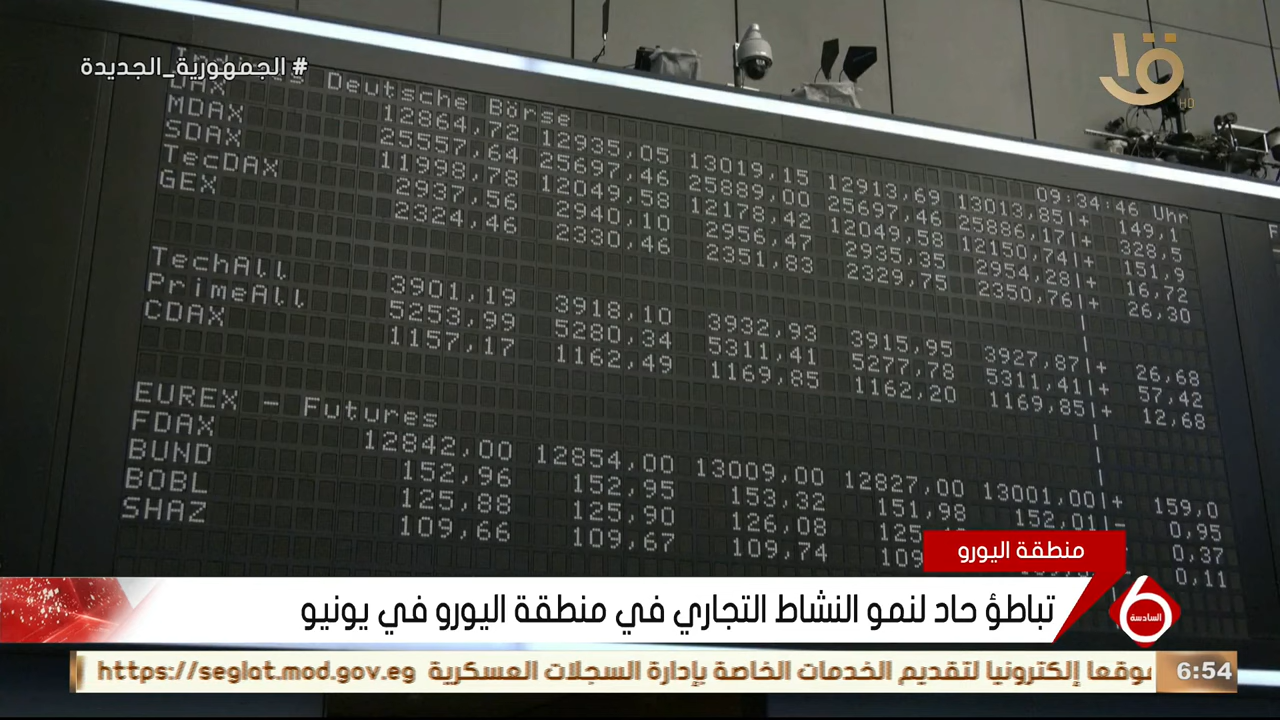 #الجمهورية_الجديدة
HD
Deutsche Börse 09:34:46 Uhr
DAX 12864,72 12935,05 13019,15 12913,69 13013,85|+ 149,1
MDAX 25557,64 25697,46 25889,00 25697,46 25886,17|+ 328,5
SDAX 11998,78 12049,58 12178,42 12049,58 12150,74|+ 151,9
TecDAX 2937,56 2940,10 2956,47 2935,35 2954,28|+ 16,72
GEX 2324,46 2330,46 2351,83 2329,75 2350,76|+ 26,30
TechAll 3901,19 3918,10 3932,93 3915,95 3927,87|+ 26,68
PrimeAll 5253,99 5280,34 5311,41 5277,78 5311,41|+ 57,42
CDAX 1157,17 1162,49 1169,85 1162,20 1169,85|+ 12,68
EUREX - Futures
FDAX 12842,00 12854,00 13009,00 12827,00 13001,00|+ 159,0
BUND 152,96 152,95 153,32 151,98 152,01|- 0,95
BOBL 125,88 125,90 126,08 0,37
SHAZ 109,66 109,67 109,74 0,11
منطقة اليورو
تباطؤ حاد لنمو النشاط التجاري في منطقة اليورو في يونيو
السادسة
موقعا إلكترونيا لتقديم الخدمات الخاصة بإدارة السجلات العسكرية https://seglat.mod.gov.eg
6:54